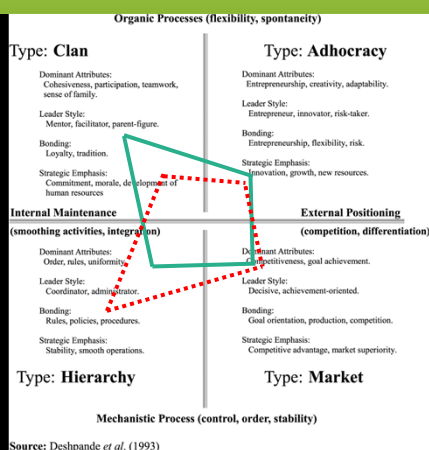 Organic Processes (flexibility, spontaneity)
Type: Clan
Dominant Attributes:
Cohesiveness, participation, teamwork,
sense of family.
Leader Style:
Mentor, facilitator, parent-figure.
Bonding:
Loyalty, tradition.
Strategic Emphasis:
Commitment, morale, development of
human resources
Type: Adhocracy
Dominant Attributes:
Entrepreneurship, creativity, adaptability.
Leader Style:
Entrepreneur, innovator, risk-taker.
Bonding:
Entrepreneurship, flexibility, risk.
Strategic Emphasis:
Innovation, growth, new resources.
Internal Maintenance
(smoothing activities, integration)
External Positioning
(competition, differentiation)
Dominant Attributes:
Order, rules, uniformity.
Leader Style:
Coordinator, administrator.
Bonding:
Rules, policies, procedures.
Strategic Emphasis:
Stability, smooth operations.
Type: Hierarchy
Dominant Attributes:
Competitiveness, goal achievement.
Leader Style:
Decisive, achievement-oriented.
Bonding:
Goal orientation, production, competition.
Strategic Emphasis:
Competitive advantage, market superiority.
Type: Market
Mechanistic Process (control, order, stability)
Source: Deshpande et al. (1993)